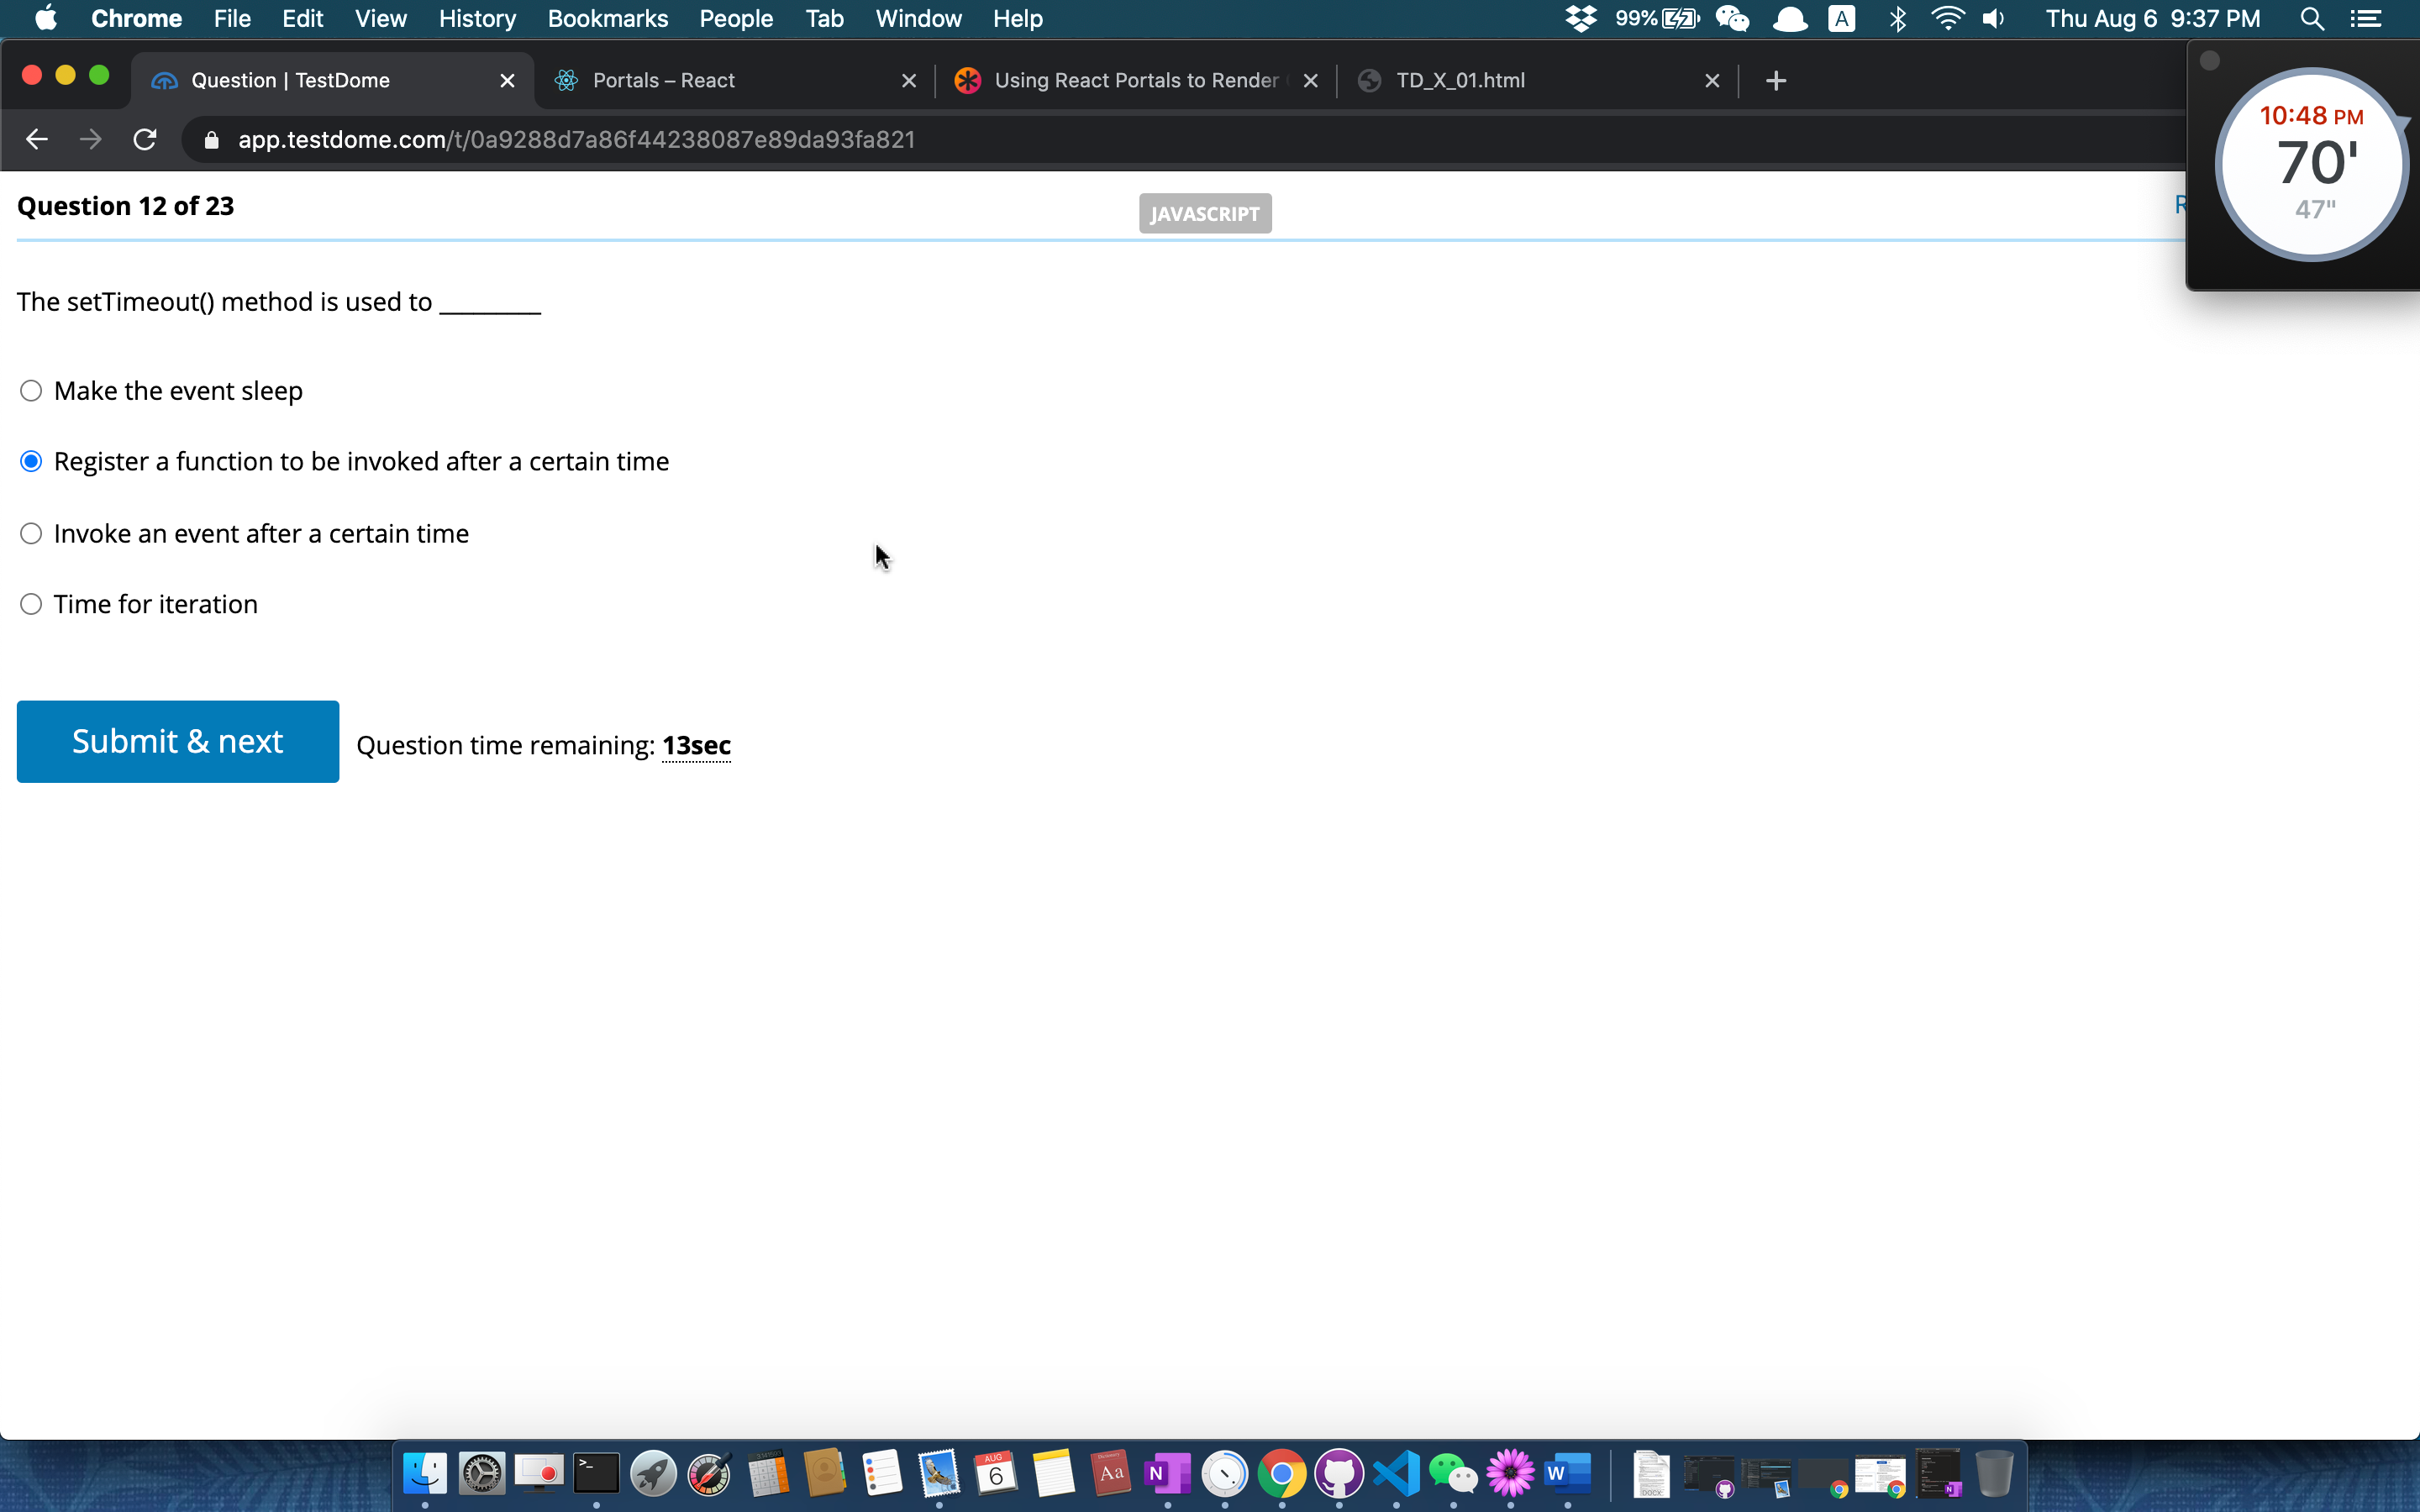 Chrome File Edit View History Bookmarks People Tab Window Help 99% A Thu Aug 6 9:37 PM
Question | TestDome Portals – React Using React Portals to Render TD_X_01.html
app.testdome.com/t/0a9288d7a86f44238087e89da93fa821
10:48 PM
70'
47"
Question 12 of 23
JAVASCRIPT
R
The setTimeout() method is used to ________
Make the event sleep
Register a function to be invoked after a certain time
Invoke an event after a certain time
Time for iteration
Submit & next
Question time remaining: 13sec
AUG
6
Aa
N
W
DOCX